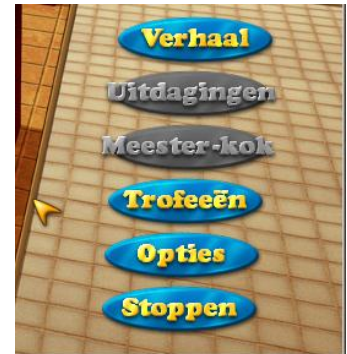 Verhaal
Uitdagingen
Meester-kok
Trofeeën
Opties
Stoppen